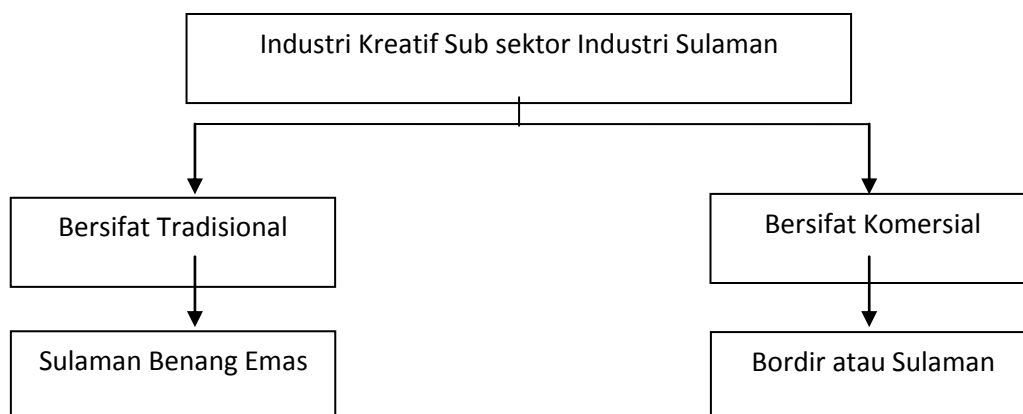 Industri Kreatif Sub sektor Industri Sulaman
Bersifat Tradisional
Bersifat Komersial
Sulaman Benang Emas
Bordir atau Sulaman